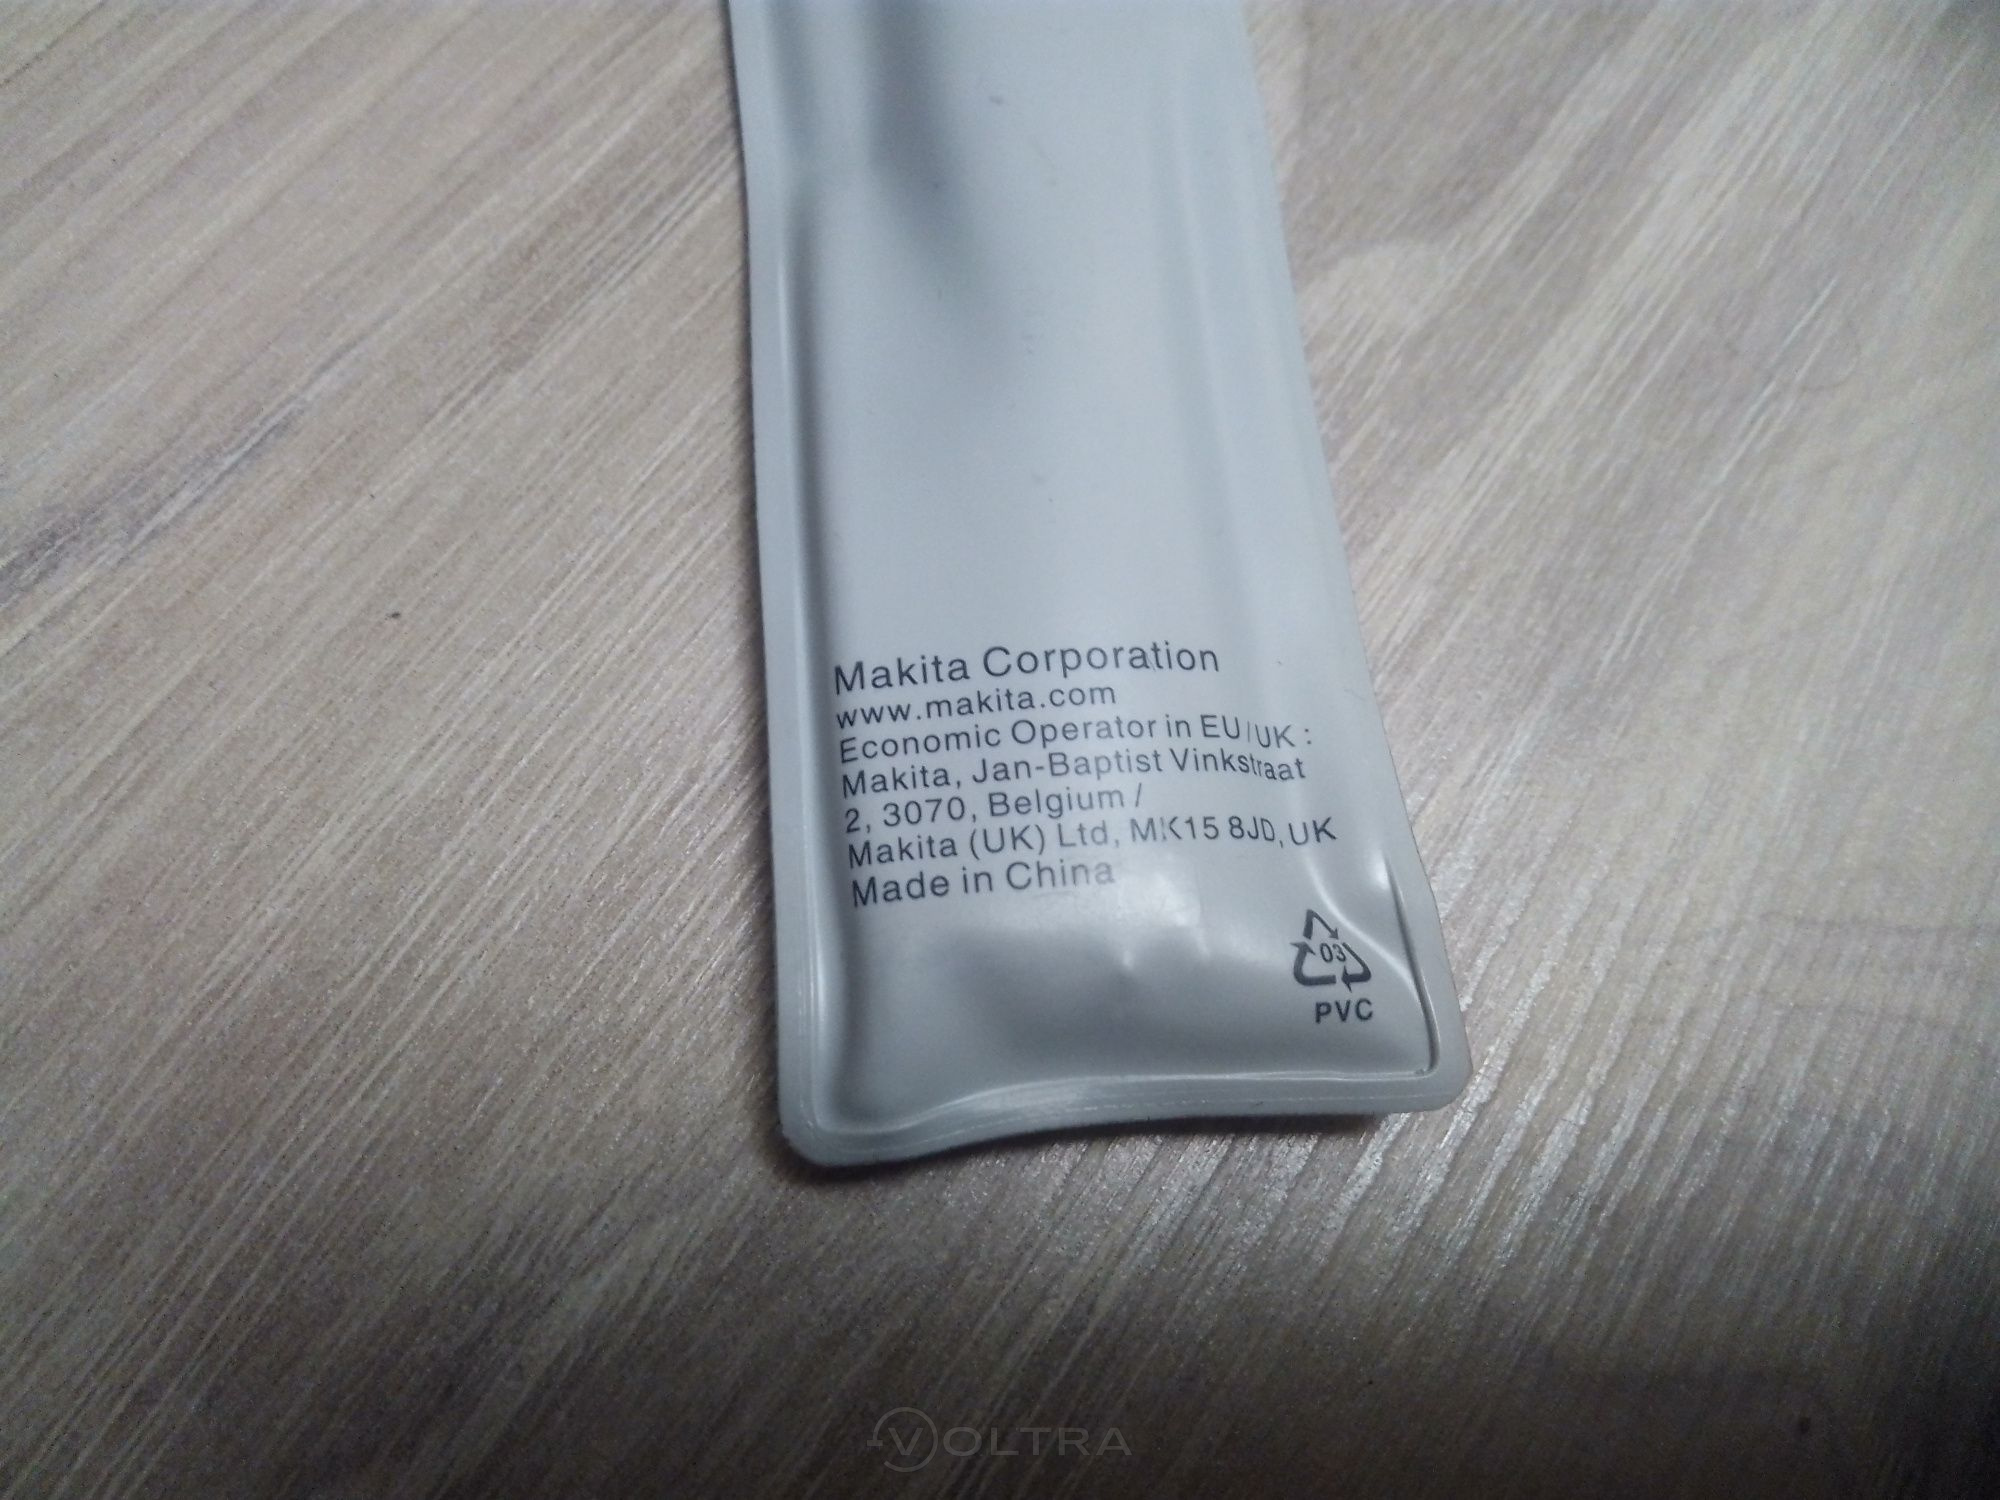 Makita Corporation
www.makita.com
Economic Operator in EU/UK :
Makita, Jan-Baptist Vinkstraat
2, 3070, Belgium /
Makita (UK) Ltd, MK15 8JD, UK
Made in China
03
PVC
VOLTRA